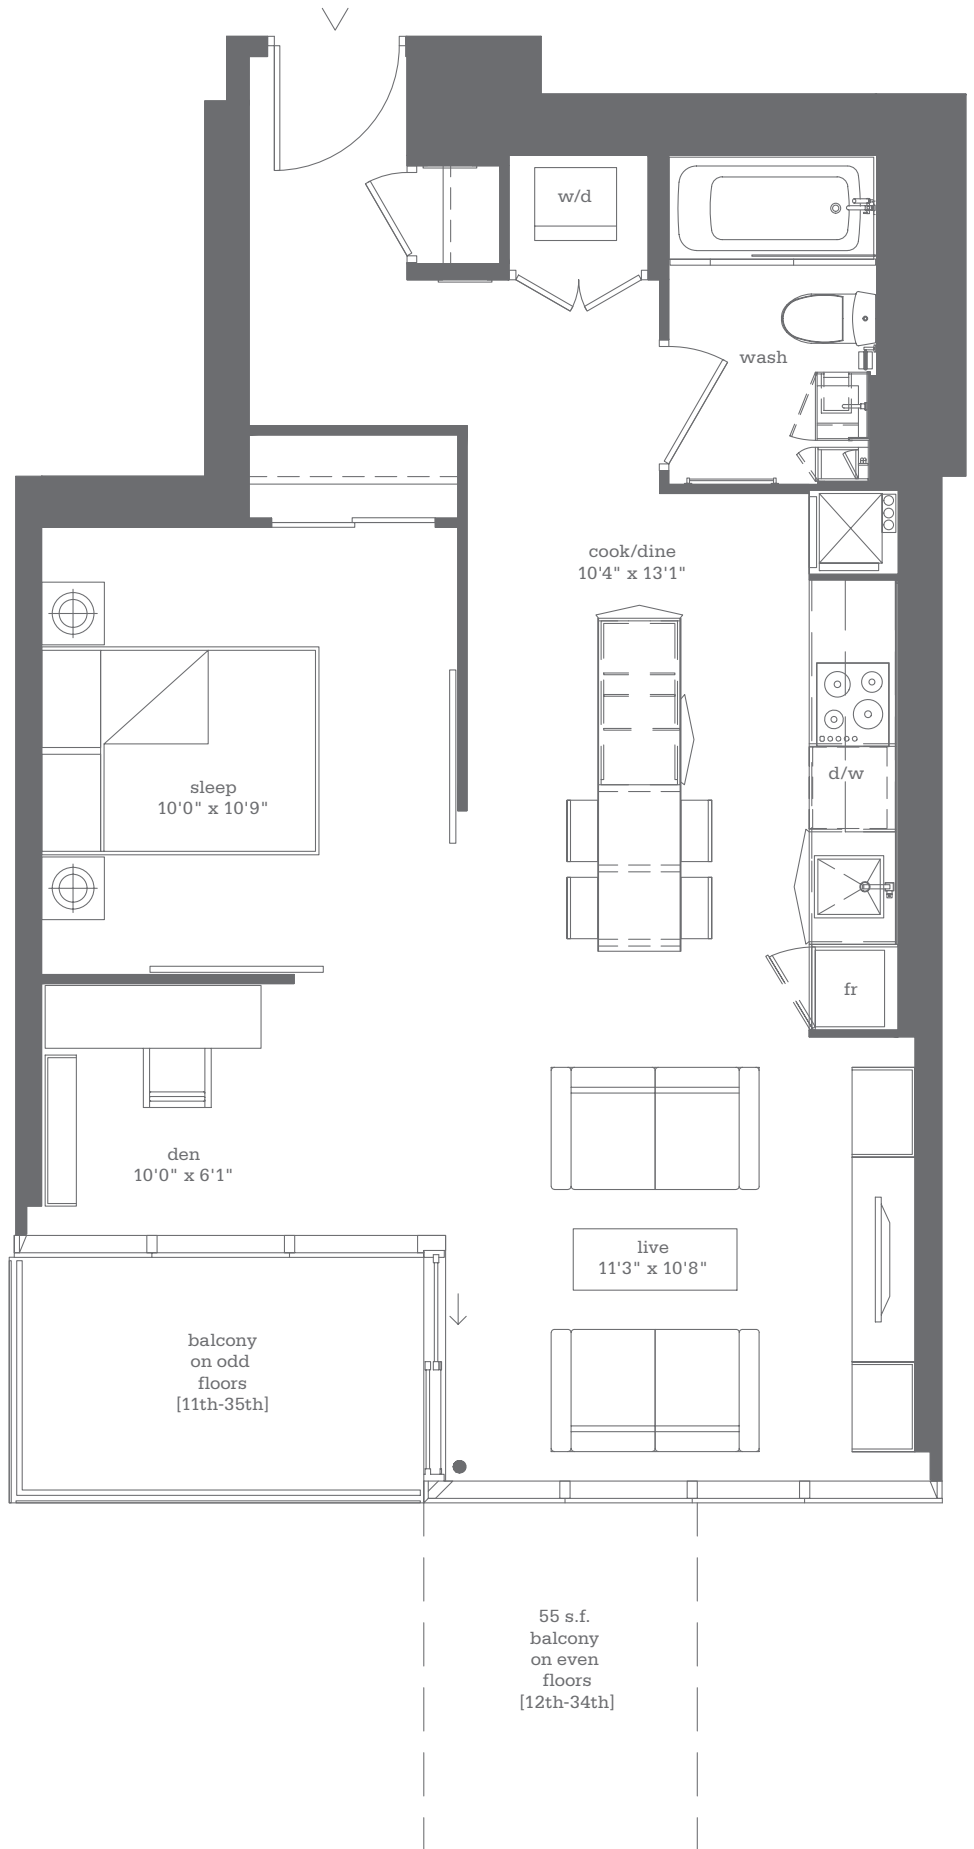 w/d
wash
cook/dine
10'4" x 13'1"
d/w
sleep
10'0" x 10'9"
fr
den
10'0" x 6'1"
live
11'3" x 10'8"
balcony
on odd
floors
[11th-35th]
55 s.f.
balcony
on even
floors
[12th-34th]